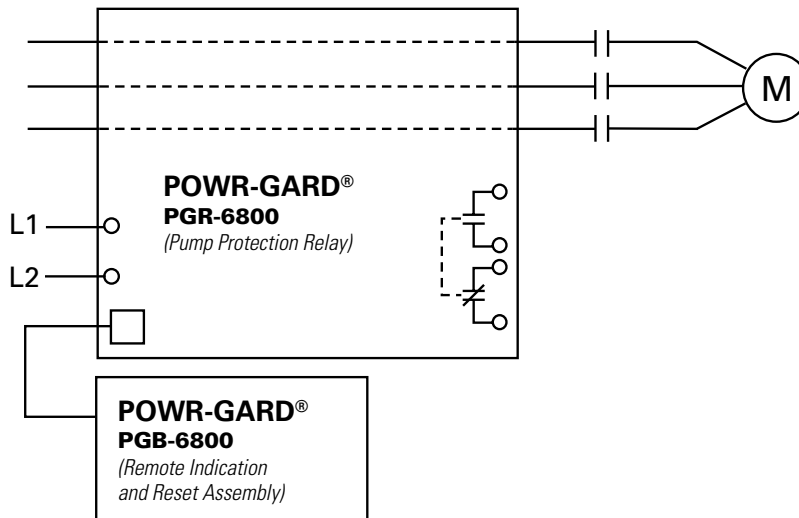 M
POWR-GARD®
PGR-6800
(Pump Protection Relay)
L1
L2
POWR-GARD®
PGB-6800
(Remote Indication
and Reset Assembly)